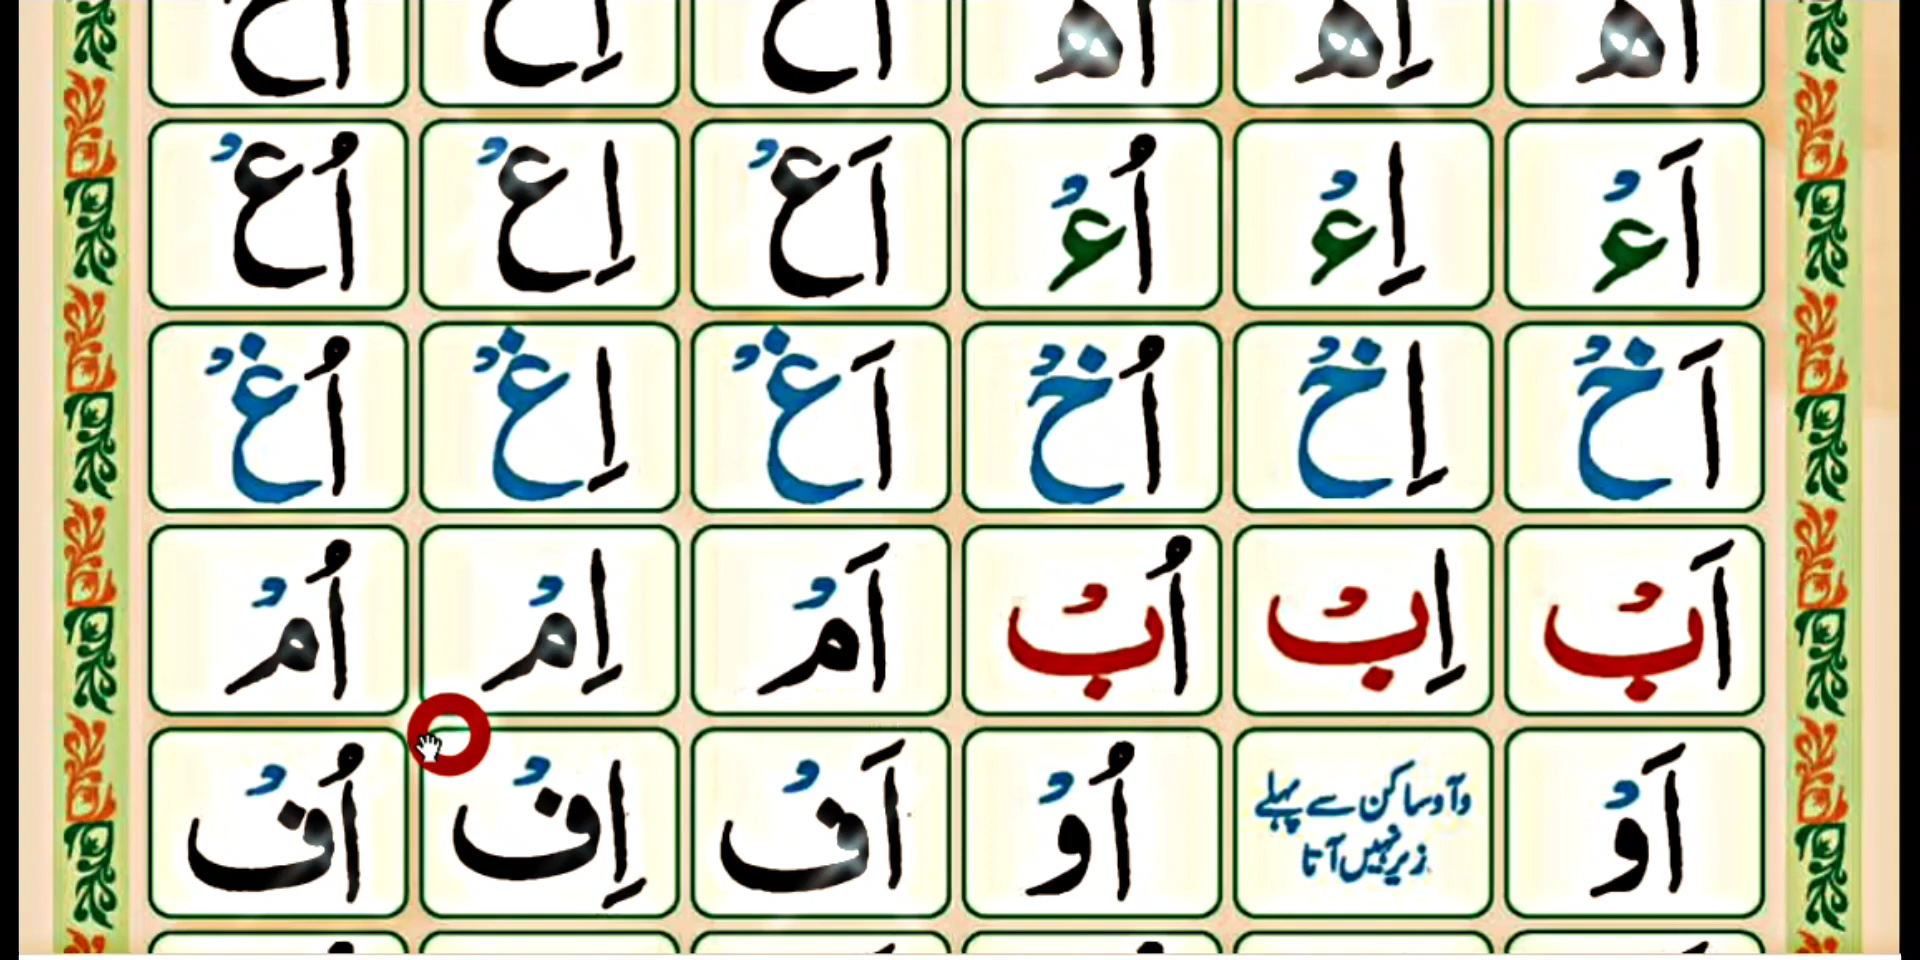 اَهْ اِهْ اُهْ اَحْ اِحْ اُحْ
اَءْ اِءْ اُءْ اَعْ اِعْ اُعْ
اَخْ اِخْ اُخْ اَغْ اِغْ اُغْ
اَبْ اِبْ اُبْ اَمْ اِمْ اُمْ
اَوْ واؤ ساکن سے پہلے
زیر نہیں آتا اُوْ اَفْ اِفْ اُفْ